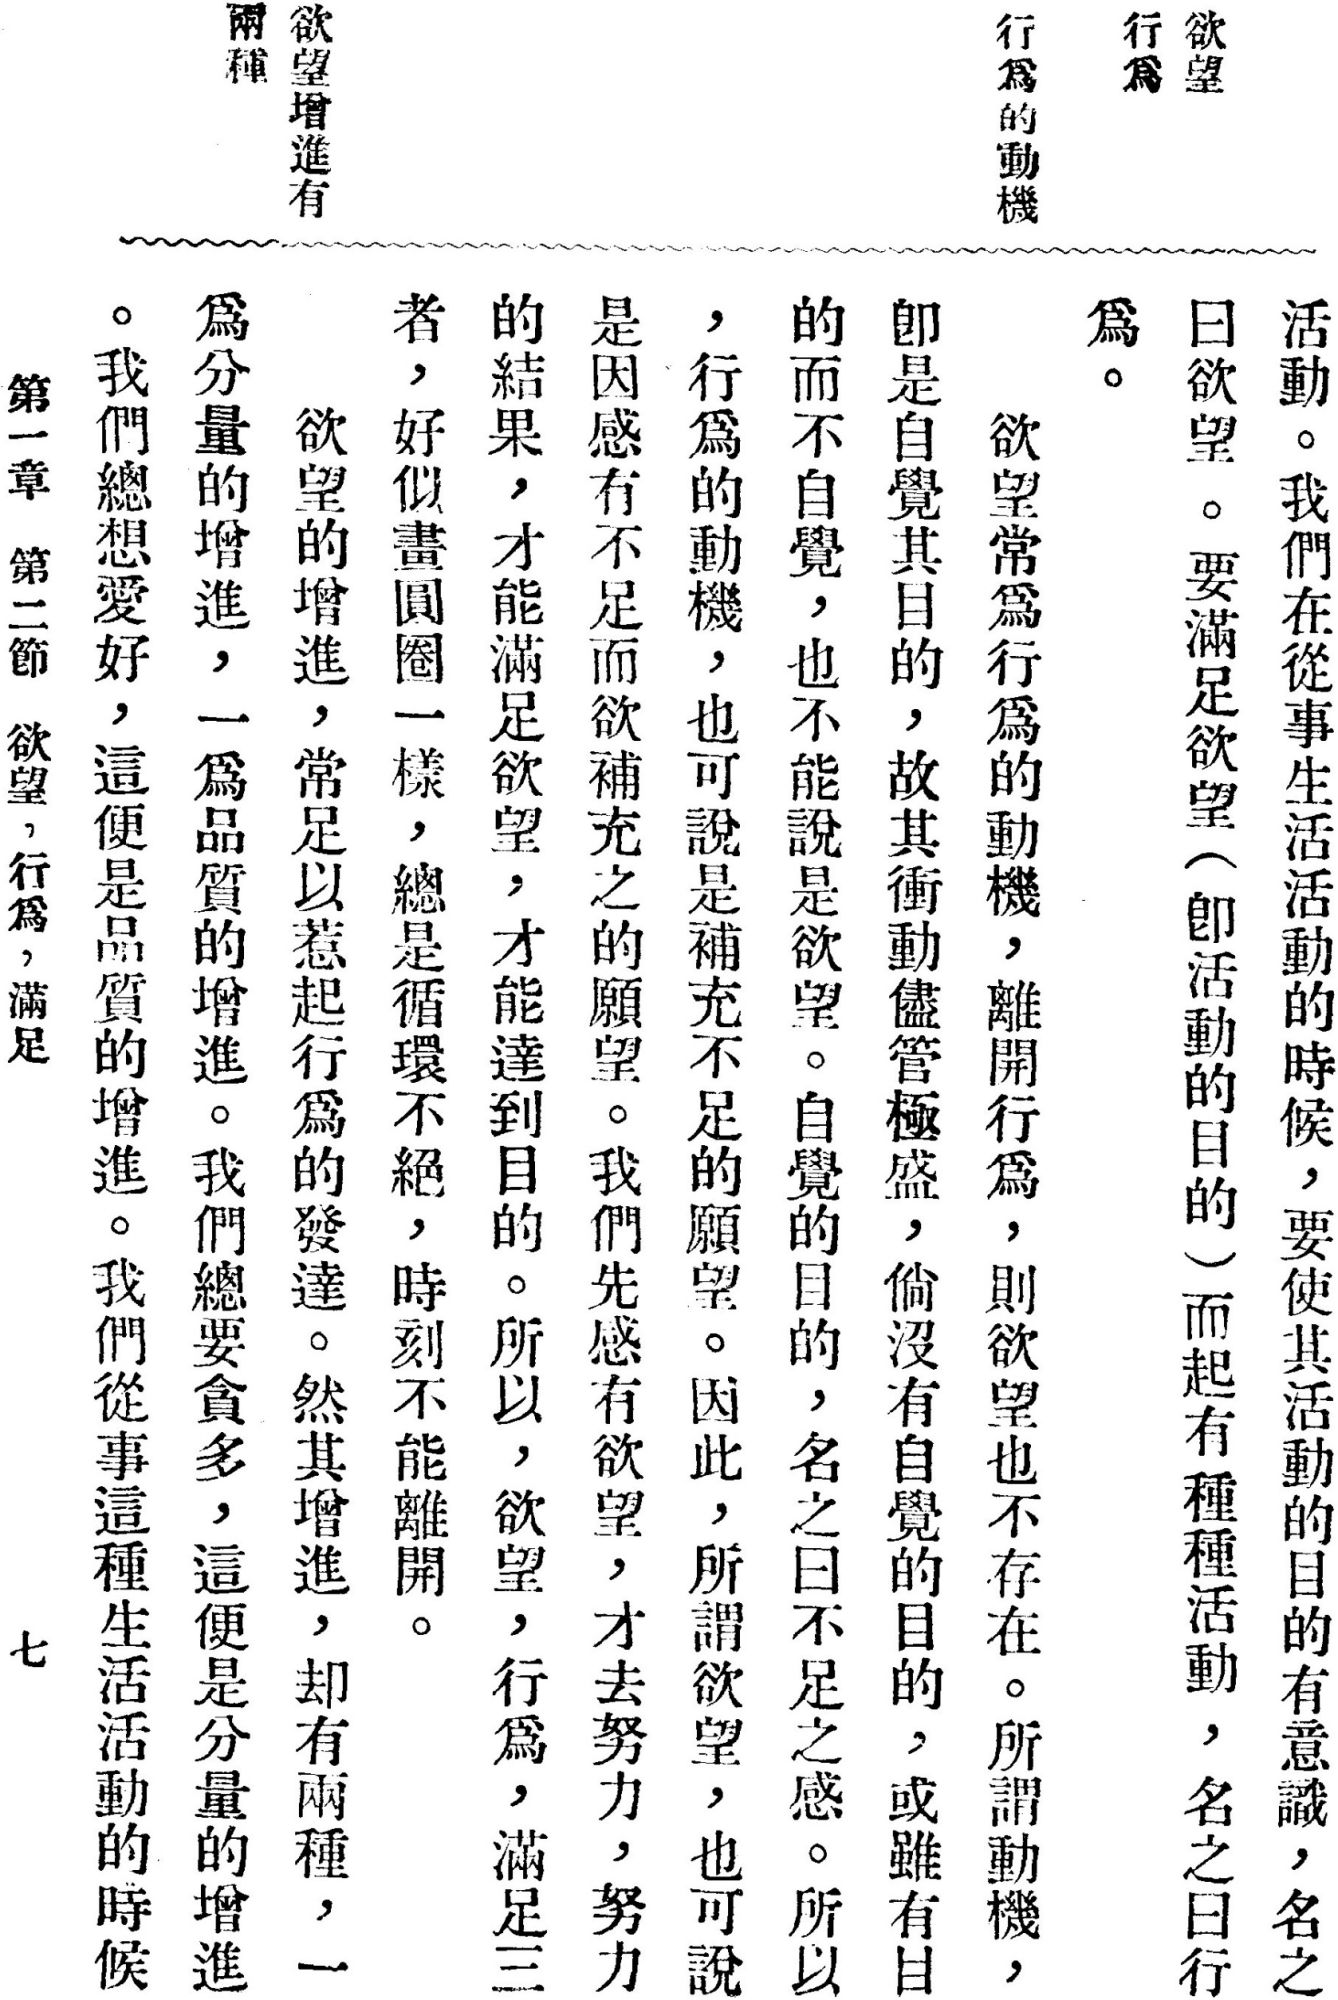 欲望
行爲
行爲的動機
欲望增進有
兩種
活動。我們在從事生活活動的時候，要使其活動的目的有意識，名之
曰欲望。要滿足欲望（卽活動的目的）而起有種種活動，名之曰行
爲。
欲望常爲行爲的動機，離開行爲，則欲望也不存在。所謂動機，
卽是自覺其目的，故其衝動儘管極盛，倘沒有自覺的目的，或雖有目
的而不自覺，也不能說是欲望。自覺的目的，名之曰不足之感。所以
，行爲的動機，也可說是補充不足的願望。因此，所謂欲望，也可說
是因感有不足而欲補充之的願望。我們先感有欲望，才去努力，努力
的結果，才能滿足欲望，才能達到目的。所以，欲望，行爲，滿足三
者，好似畫圓圈一樣，總是循環不絕，時刻不能離開。
欲望的增進，常足以惹起行爲的發達。然其增進，却有兩種，一
爲分量的增進，一爲品質的增進。我們總要貪多，這便是分量的增進
。我們總想愛好，這便是品質的增進。我們從事這種生活活動的時候
第一章　第二節　欲望，行爲，滿足
七